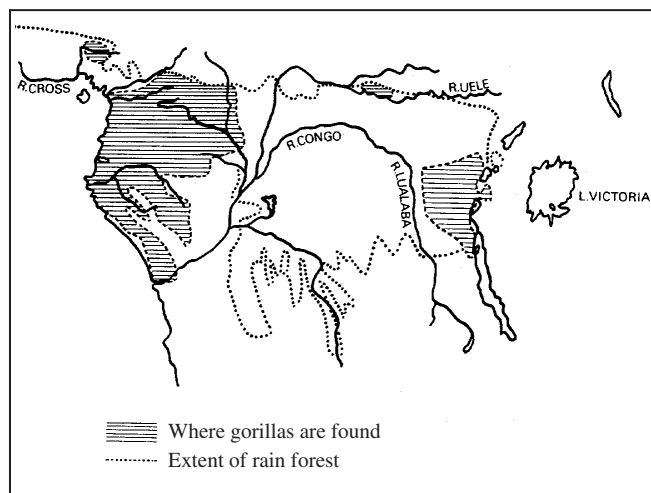 R.CROSS
R.UELE
R.CONGO
R.LUALABA
L.VICTORIA
Where gorillas are found
Extent of rain forest